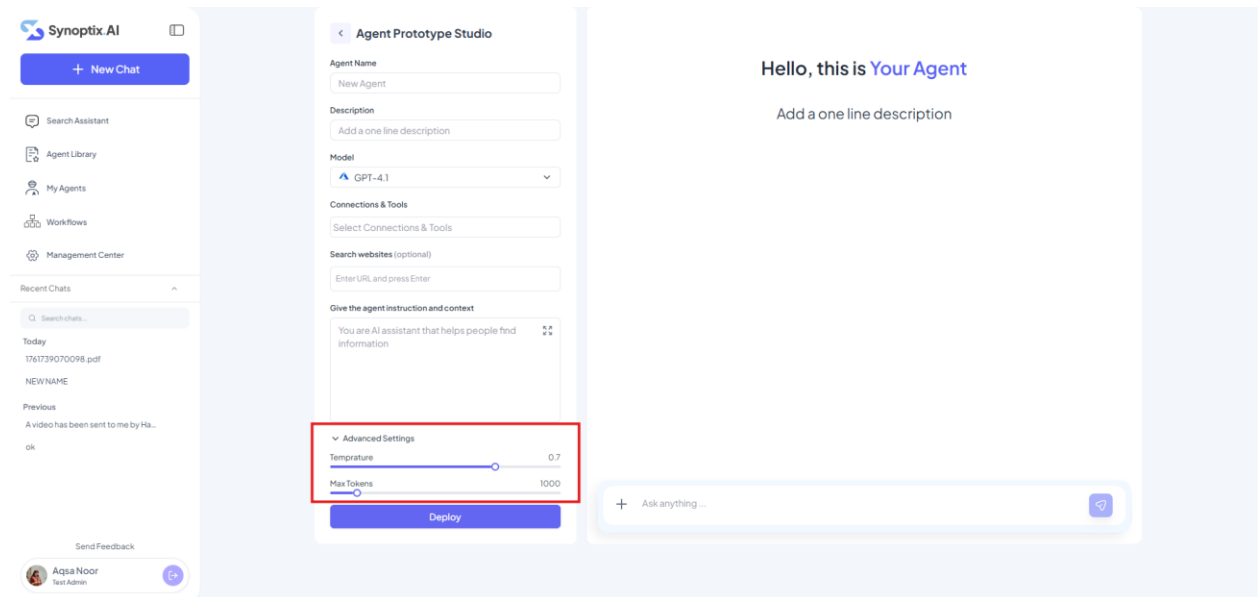 Synoptix.AI
+ New Chat
Search Assistant
Agent Library
My Agents
Workflows
Management Center
Recent Chats
Search chats...
Today
1761739070098.pdf
NEW NAME
Previous
A video has been sent to me by Ha...
ok
Send Feedback
Aqsa Noor
Test Admin
Agent Prototype Studio
Agent Name
New Agent
Description
Add a one line description
Model
GPT-4.1
Connections & Tools
Select Connections & Tools
Search websites (optional)
Enter URL and press Enter
Give the agent instruction and context
You are AI assistant that helps people find
information
Advanced Settings
Temprature 0.7
Max Tokens 1000
Deploy
Hello, this is Your Agent
Add a one line description
Ask anything ...